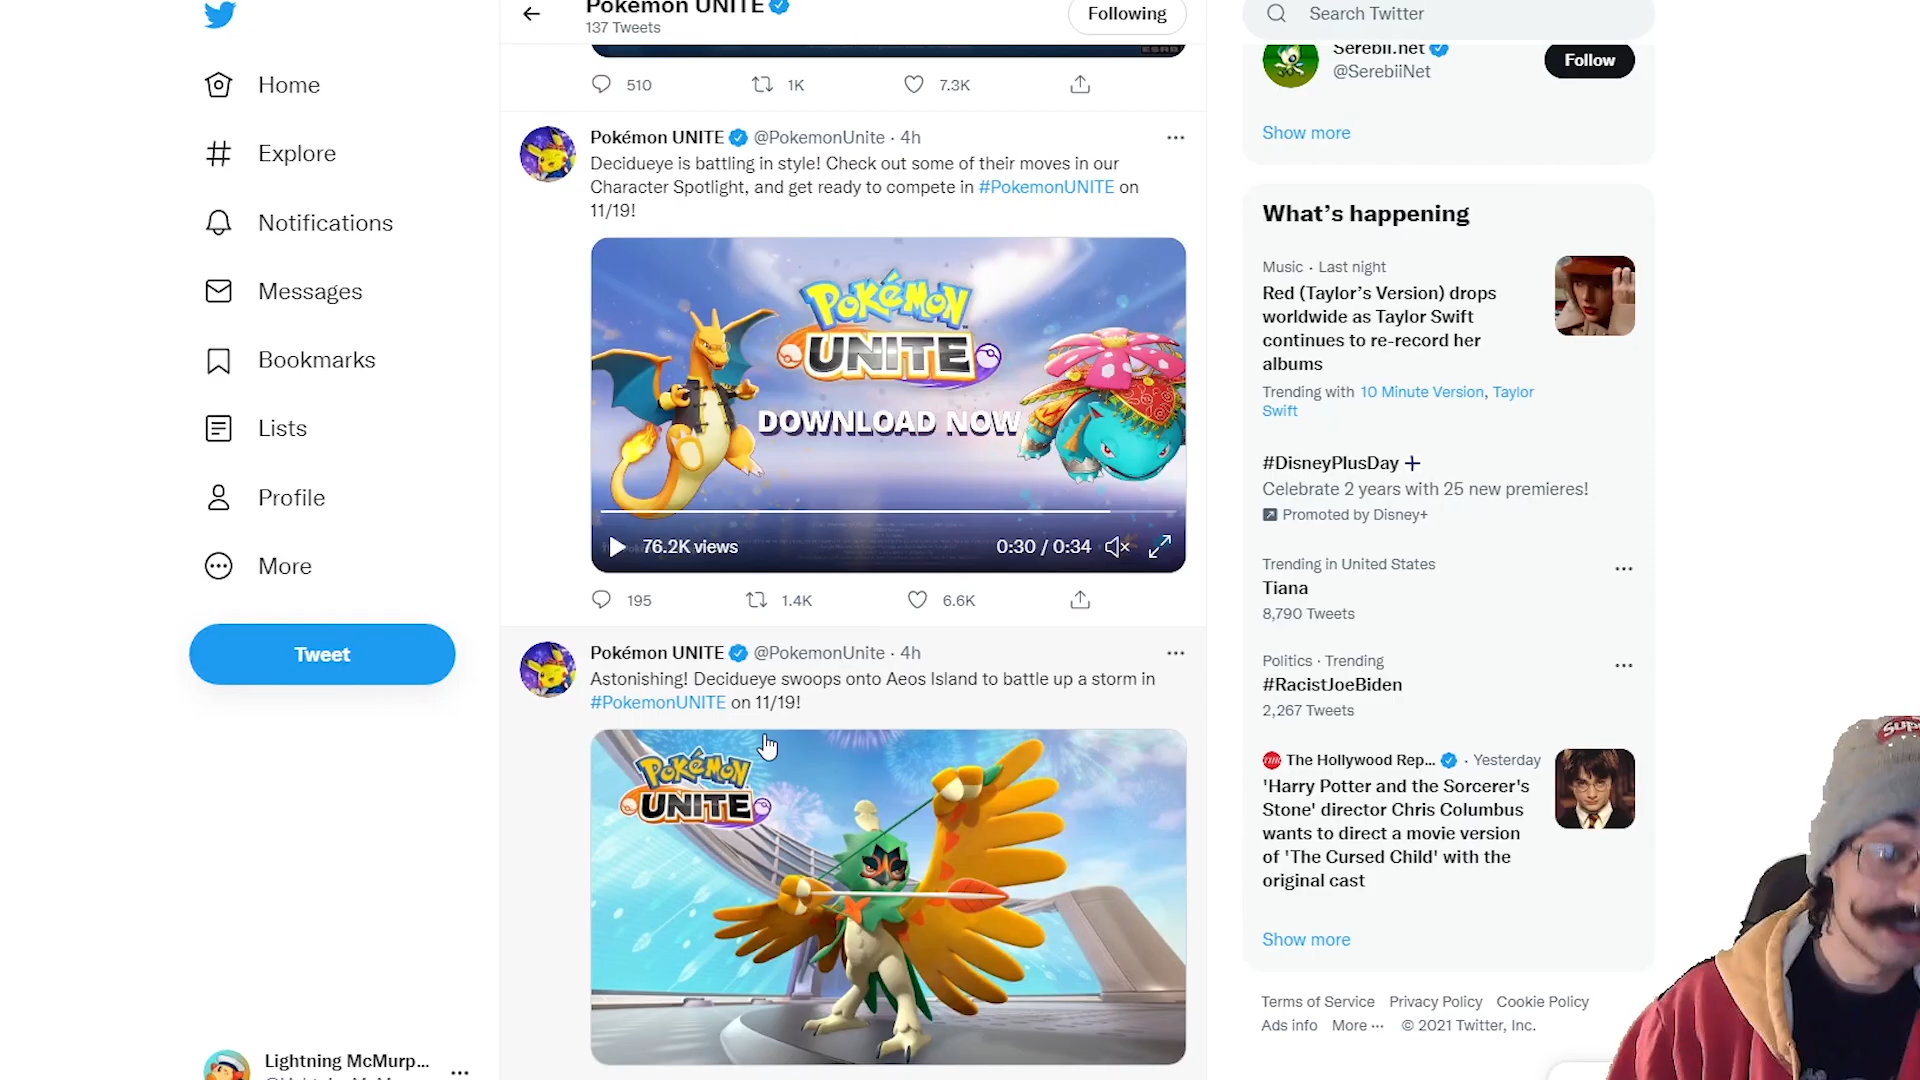 Pokémon UNITE
137 Tweets
Following
Search Twitter
Home
Explore
Notifications
Messages
Bookmarks
Lists
Profile
More
Tweet
Lightning McMurp...
ESRB
510
1K
7.3K
Pokémon UNITE @PokemonUnite · 4h
Decidueye is battling in style! Check out some of their moves in our
Character Spotlight, and get ready to compete in #PokemonUNITE on
11/19!
POKéMON
UNITE
DOWNLOAD NOW
76.2K views
0:30 / 0:34
195
1.4K
6.6K
Pokémon UNITE @PokemonUnite · 4h
Astonishing! Decidueye swoops onto Aeos Island to battle up a storm in
#PokemonUNITE on 11/19!
POKéMON
UNITE
Serebii.net
@SerebiiNet
Follow
Show more
What's happening
Music · Last night
Red (Taylor's Version) drops
worldwide as Taylor Swift
continues to re-record her
albums
Trending with 10 Minute Version, Taylor
Swift
#DisneyPlusDay
Celebrate 2 years with 25 new premieres!
Promoted by Disney+
Trending in United States
Tiana
8,790 Tweets
Politics · Trending
#RacistJoeBiden
2,267 Tweets
The Hollywood Rep... · Yesterday
'Harry Potter and the Sorcerer's
Stone' director Chris Columbus
wants to direct a movie version
of 'The Cursed Child' with the
original cast
Show more
Terms of Service Privacy Policy Cookie Policy
Ads info More ··· © 2021 Twitter, Inc.